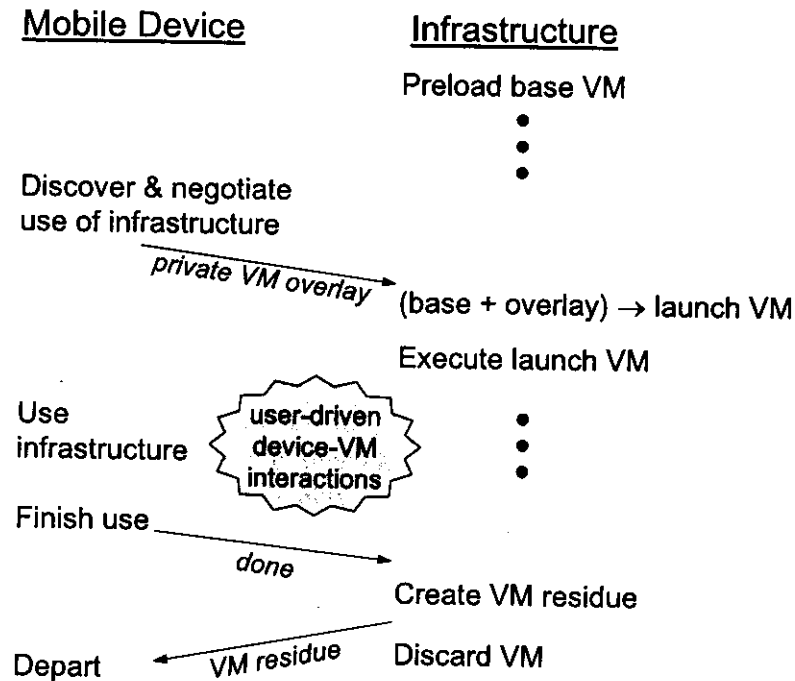 Mobile Device
Infrastructure
Preload base VM
Discover & negotiate
use of infrastructure
private VM overlay
(base + overlay) → launch VM
Execute launch VM
Use
infrastructure
user-driven
device-VM
interactions
Finish use
done
Create VM residue
VM residue
Depart
Discard VM